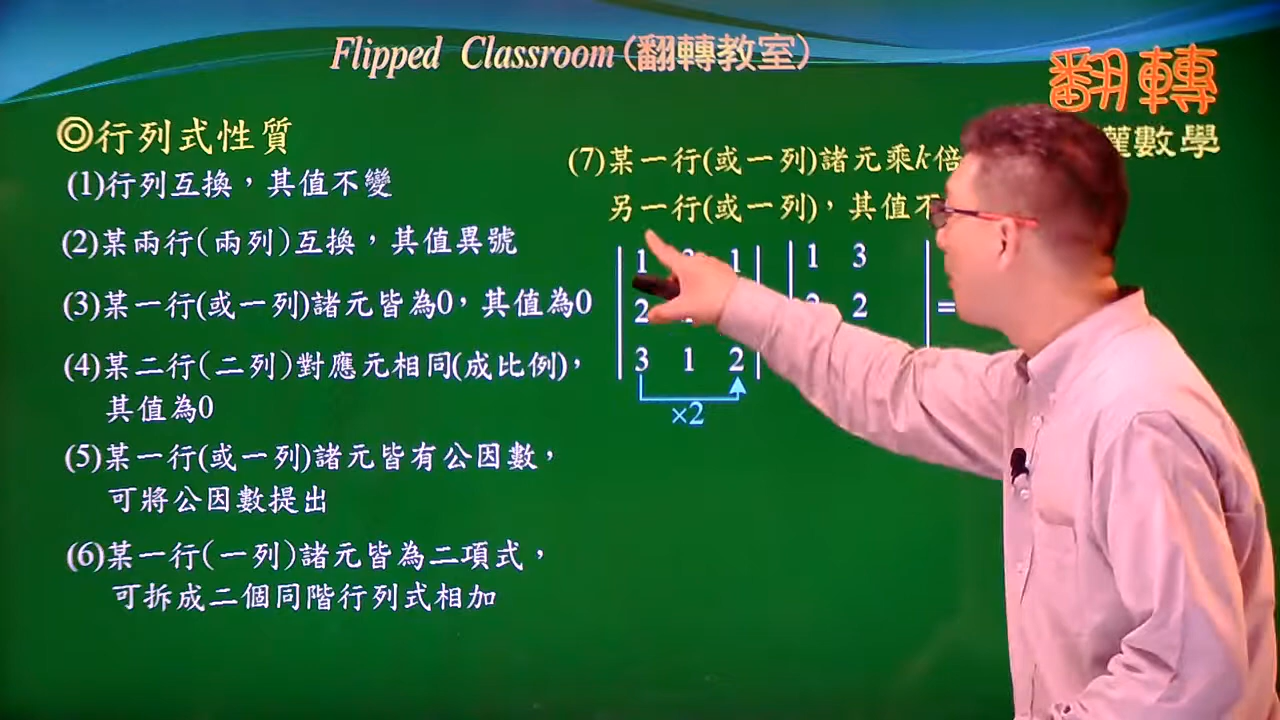 Flipped Classroom(翻轉教室)
翻轉
數學
◎行列式性質
(1)行列互換，其值不變
(2)某兩行(兩列)互換，其值異號
(3)某一行(或一列)諸元皆為0，其值為0
(4)某二行(二列)對應元相同(成比例)，
其值為0
(5)某一行(或一列)諸元皆有公因數，
可將公因數提出
(6)某一行(一列)諸元皆為二項式，
可拆成二個同階行列式相加
(7)某一行(或一列)諸元乘k倍
另一行(或一列)，其值不
1 1 1 3
2 2 =
3 1 2
×2